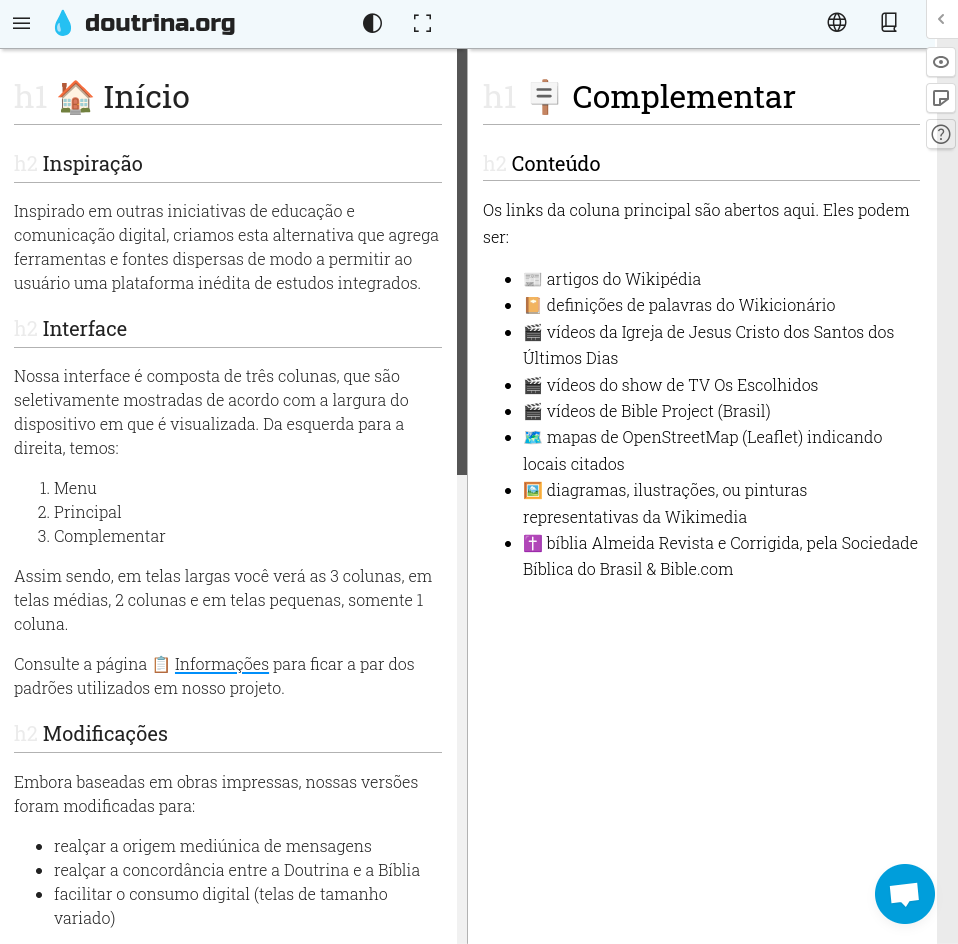 doutrina.org
h1 🏠 Início
h2 Inspiração
Inspirado em outras iniciativas de educação e
comunicação digital, criamos esta alternativa que agrega
ferramentas e fontes dispersas de modo a permitir ao
usuário uma plataforma inédita de estudos integrados.
h2 Interface
Nossa interface é composta de três colunas, que são
seletivamente mostradas de acordo com a largura do
dispositivo em que é visualizada. Da esquerda para a
direita, temos:
1. Menu
2. Principal
3. Complementar
Assim sendo, em telas largas você verá as 3 colunas, em
telas médias, 2 colunas e em telas pequenas, somente 1
coluna.
Consulte a página 📋 Informações para ficar a par dos
padrões utilizados em nosso projeto.
h2 Modificações
Embora baseadas em obras impressas, nossas versões
foram modificadas para:
• realçar a origem mediúnica de mensagens
• realçar a concordância entre a Doutrina e a Bíblia
• facilitar o consumo digital (telas de tamanho
variado)
h1 🪧 Complementar
h2 Conteúdo
Os links da coluna principal são abertos aqui. Eles podem
ser:
• 📰 artigos do Wikipédia
• 📔 definições de palavras do Wikicionário
• 🎬 vídeos da Igreja de Jesus Cristo dos Santos dos
Últimos Dias
• 🎬 vídeos do show de TV Os Escolhidos
• 🎬 vídeos de Bible Project (Brasil)
• 🗺️ mapas de OpenStreetMap (Leaflet) indicando
locais citados
• 🖼️ diagramas, ilustrações, ou pinturas
representativas da Wikimedia
• ✝️ bíblia Almeida Revista e Corrigida, pela Sociedade
Bíblica do Brasil & Bible.com